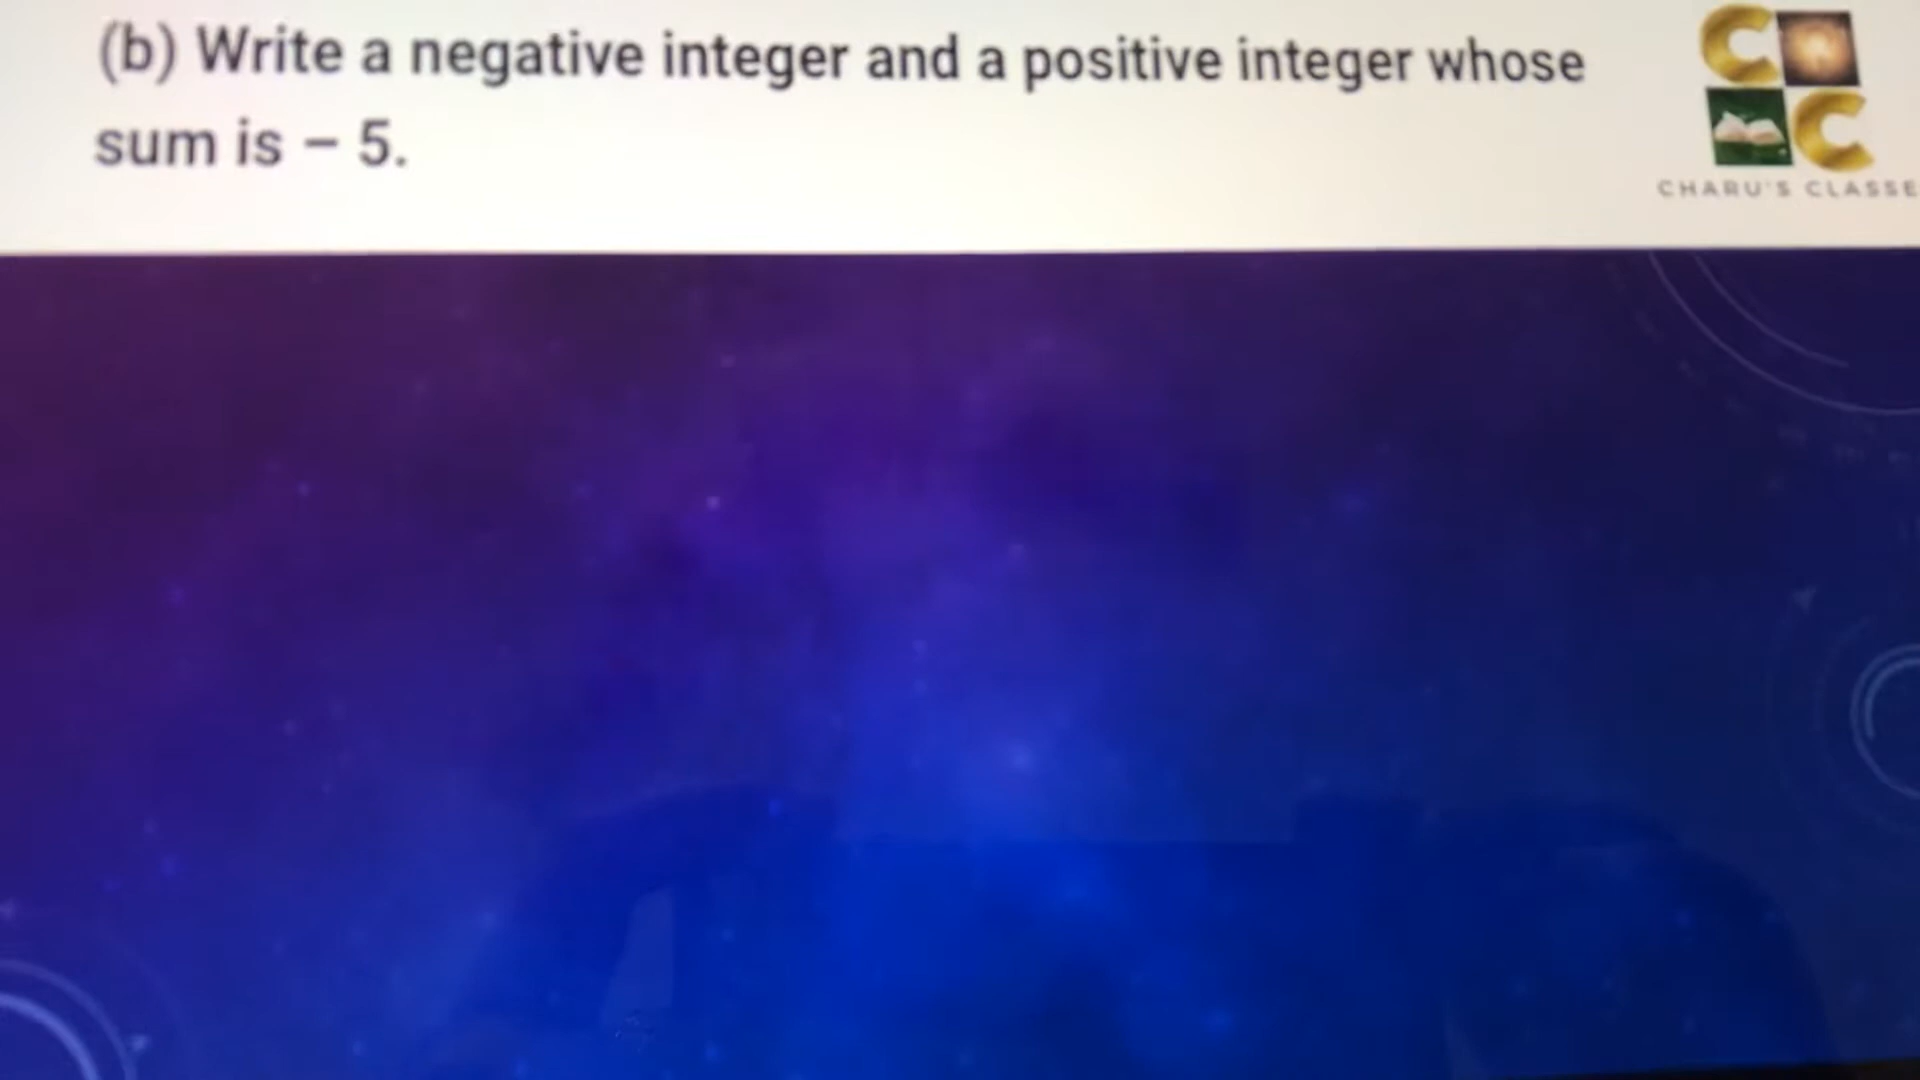 (b) Write a negative integer and a positive integer whose
sum is – 5.
CHARU'S CLASSE